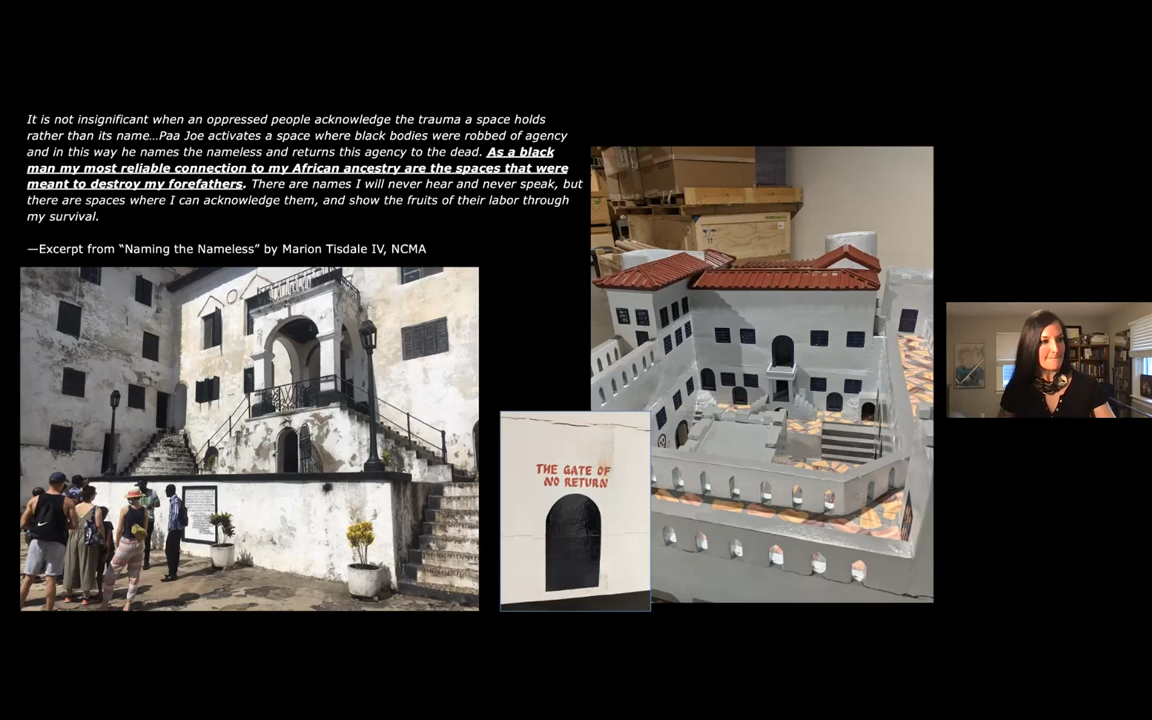 It is not insignificant when an oppressed people acknowledge the trauma a space holds
rather than its name…Paa Joe activates a space where black bodies were robbed of agency
and in this way he names the nameless and returns this agency to the dead. As a black
man my most reliable connection to my African ancestry are the spaces that were
meant to destroy my forefathers. There are names I will never hear and never speak, but
there are spaces where I can acknowledge them, and show the fruits of their labor through
my survival.
—Excerpt from “Naming the Nameless” by Marion Tisdale IV, NCMA
THE GATE OF
NO RETURN